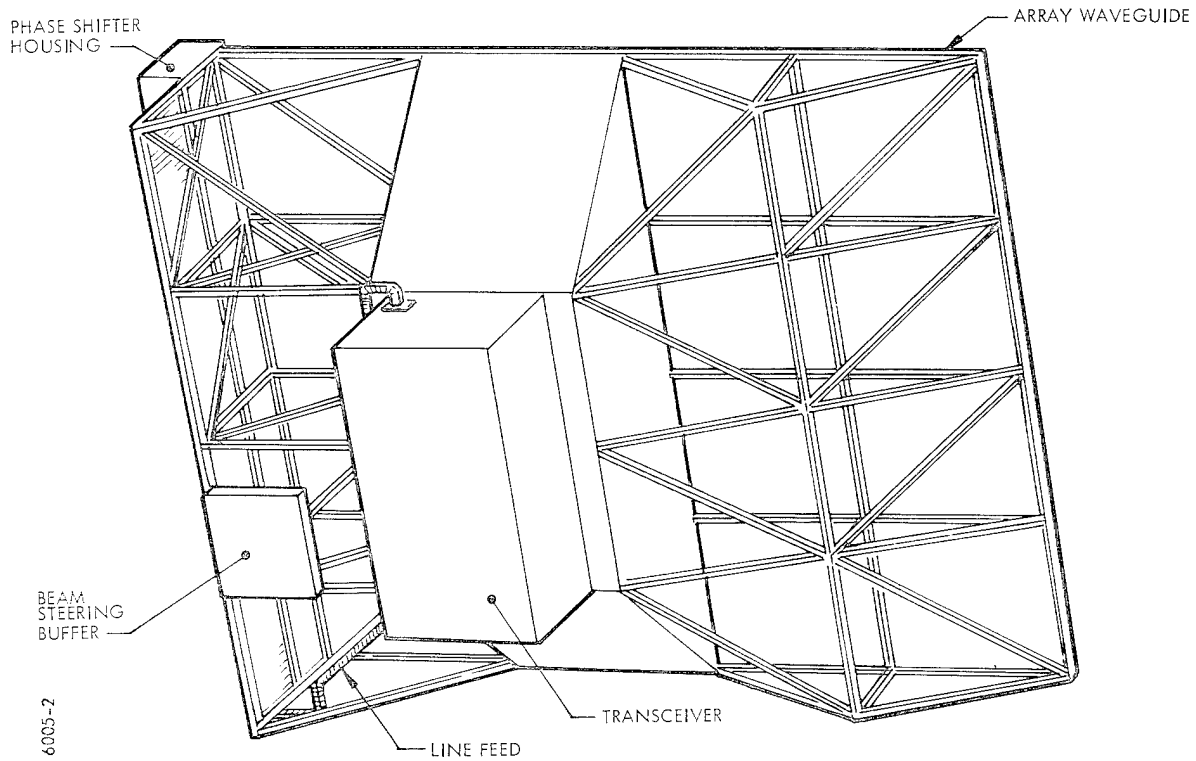 PHASE SHIFTER
HOUSING
ARRAY WAVEGUIDE
BEAM
STEERING
BUFFER
TRANSCEIVER
LINE FEED
6005-2